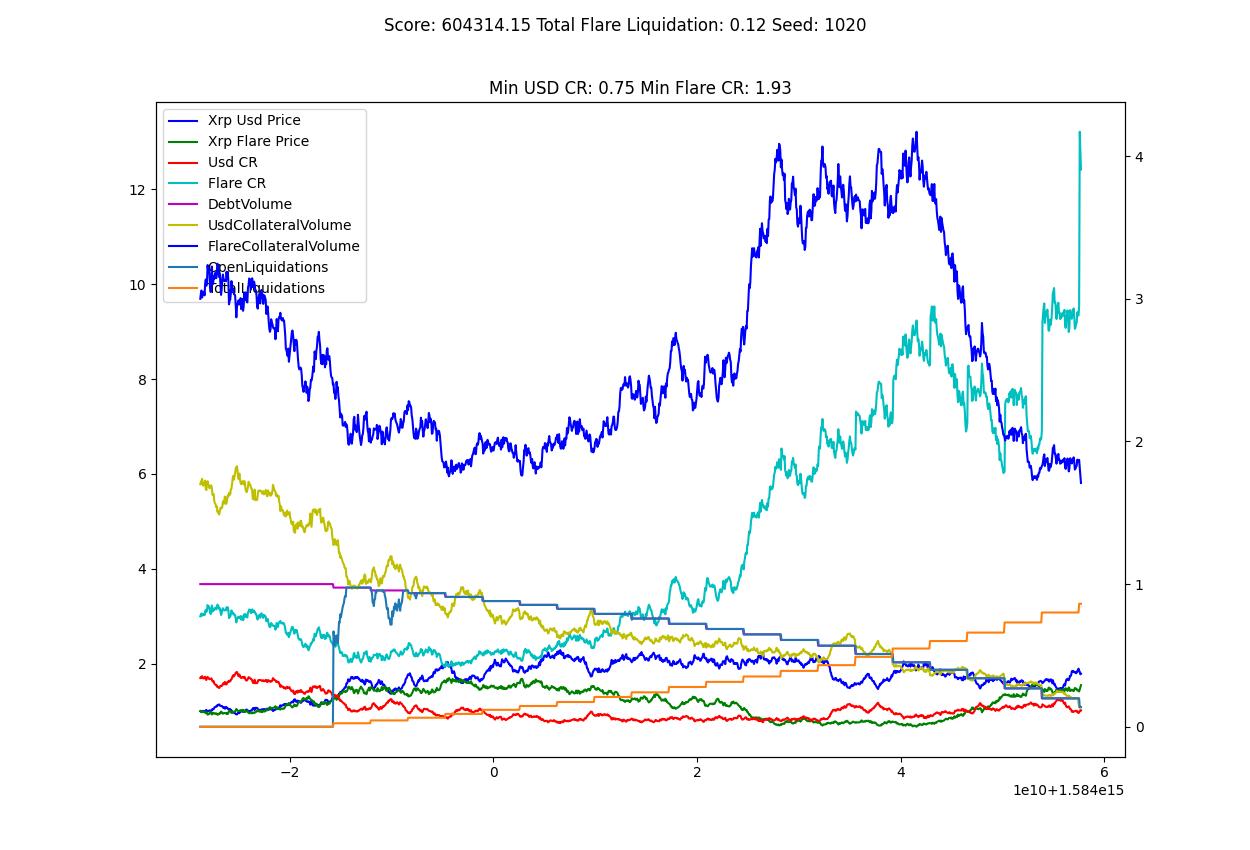 Score: 604314.15 Total Flare Liquidation: 0.12 Seed: 1020
Min USD CR: 0.75 Min Flare CR: 1.93
Xrp Usd Price
Xrp Flare Price
Usd CR
Flare CR
DebtVolume
UsdCollateralVolume
FlareCollateralVolume
OpenLiquidations
TotalLiquidations
12
10
8
6
4
2
4
3
2
1
0
−2
0
2
4
6
1e10+1.584e15